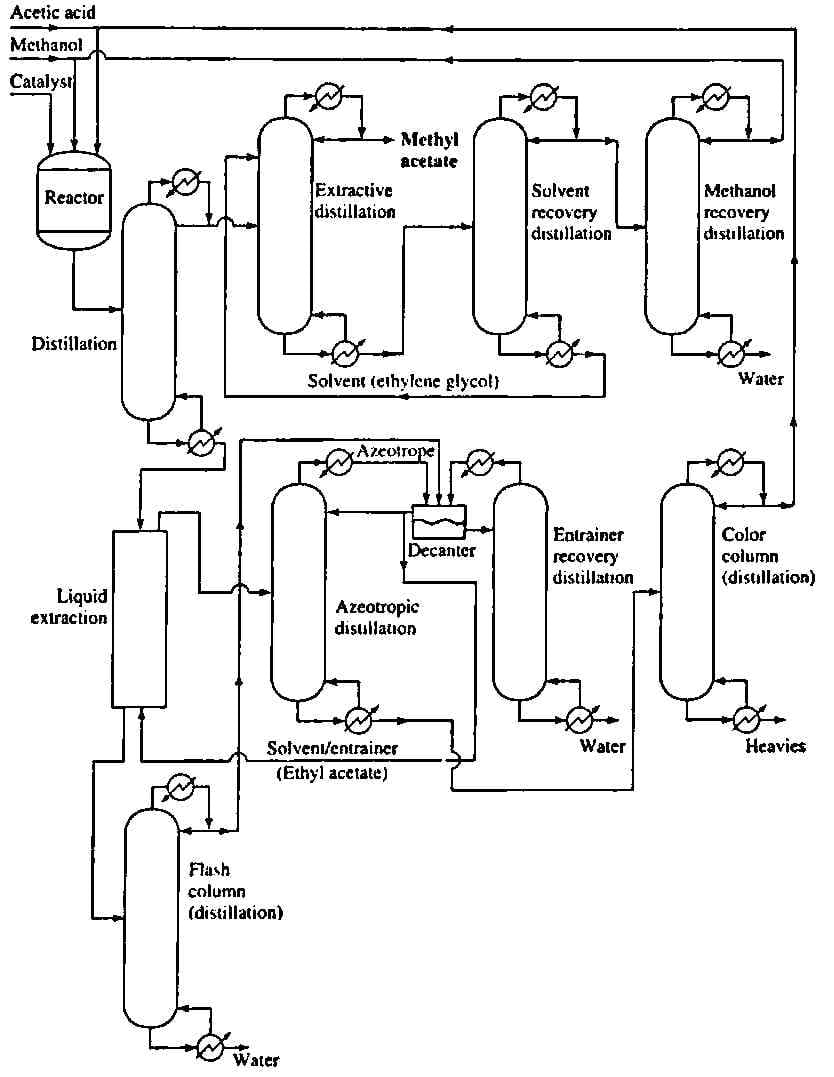 Acetic acid
Methanol
Catalyst
Reactor
Distillation
Extractive
distillation
Methyl
acetate
Solvent
recovery
distillation
Methanol
recovery
distillation
Water
Solvent (ethylene glycol)
Liquid
extraction
Azeotrope
Decanter
Azeotropic
distillation
Entrainer
recovery
distillation
Color
column
(distillation)
Solvent/entrainer
(Ethyl acetate)
Water
Heavies
Flash
column
(distillation)
Water